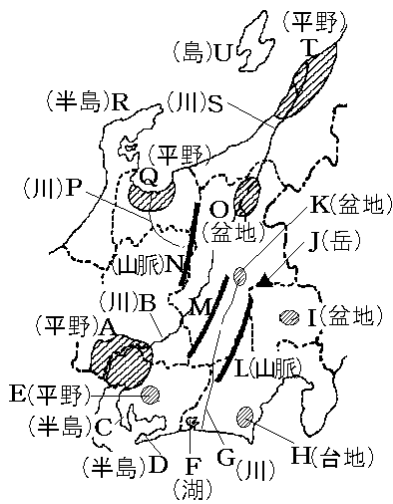 (平野)
T
(島)U
(川)S
(半島)R
(平野)
Q
(川)P
K(盆地)
O
(盆地)
J(岳)
(山脈)N
(川)B
M
I(盆地)
(平野)A
L(山脈)
E(平野)
(半島)C
(半島)D
F
(湖)
G(川)
H(台地)